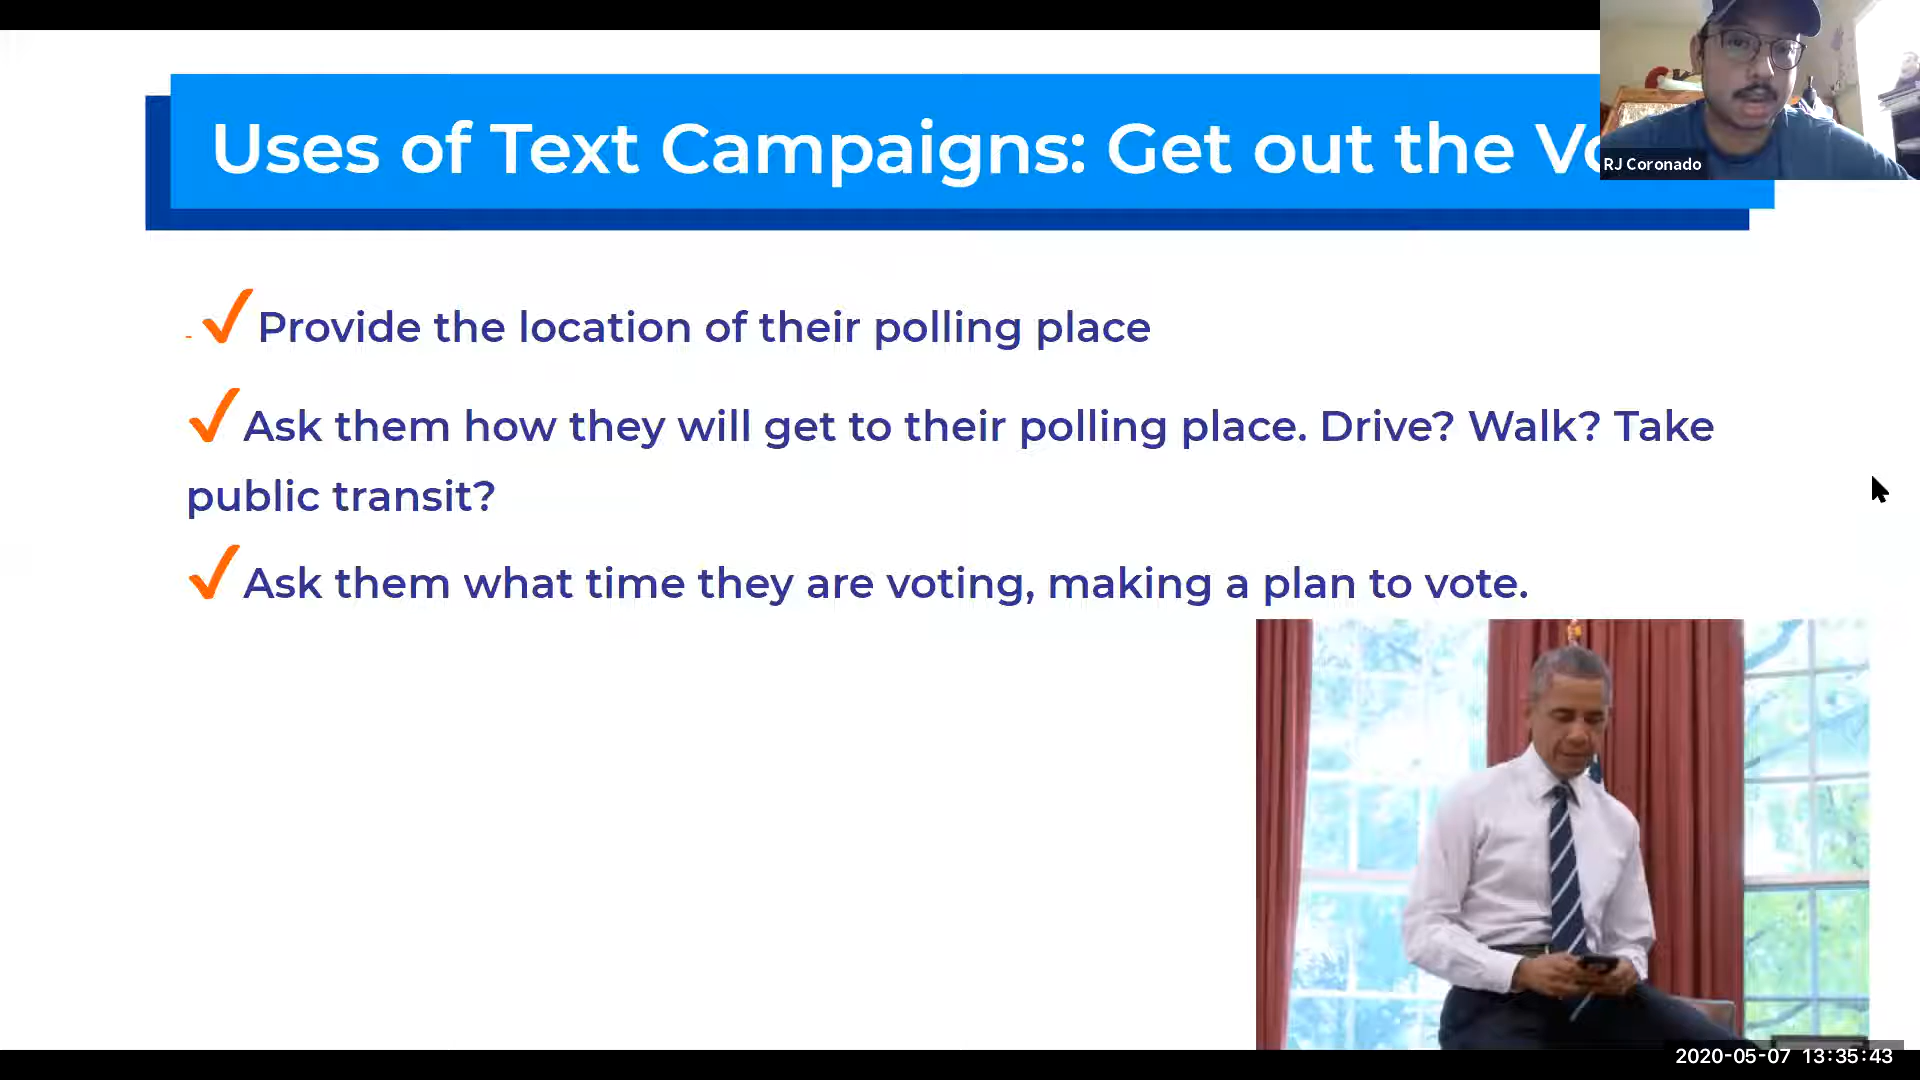 Uses of Text Campaigns: Get out the
RJ Coronado
✓Provide the location of their polling place
✓Ask them how they will get to their polling place. Drive? Walk? Take
public transit?
✓Ask them what time they are voting, making a plan to vote.
2020-05-07 13:35:43